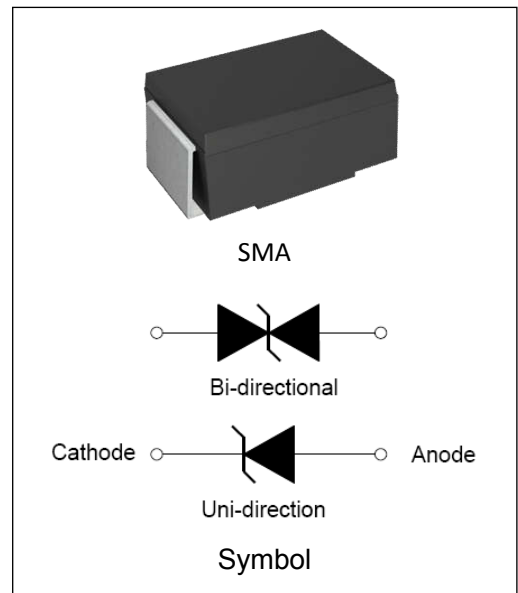 SMA
Bi-directional
Cathode Anode
Uni-direction
Symbol